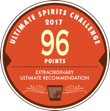 ULTIMATE SPIRITS CHALLENGE
2017
96
POINTS
EXTRAORDINARY
ULTIMATE RECOMMENDATION